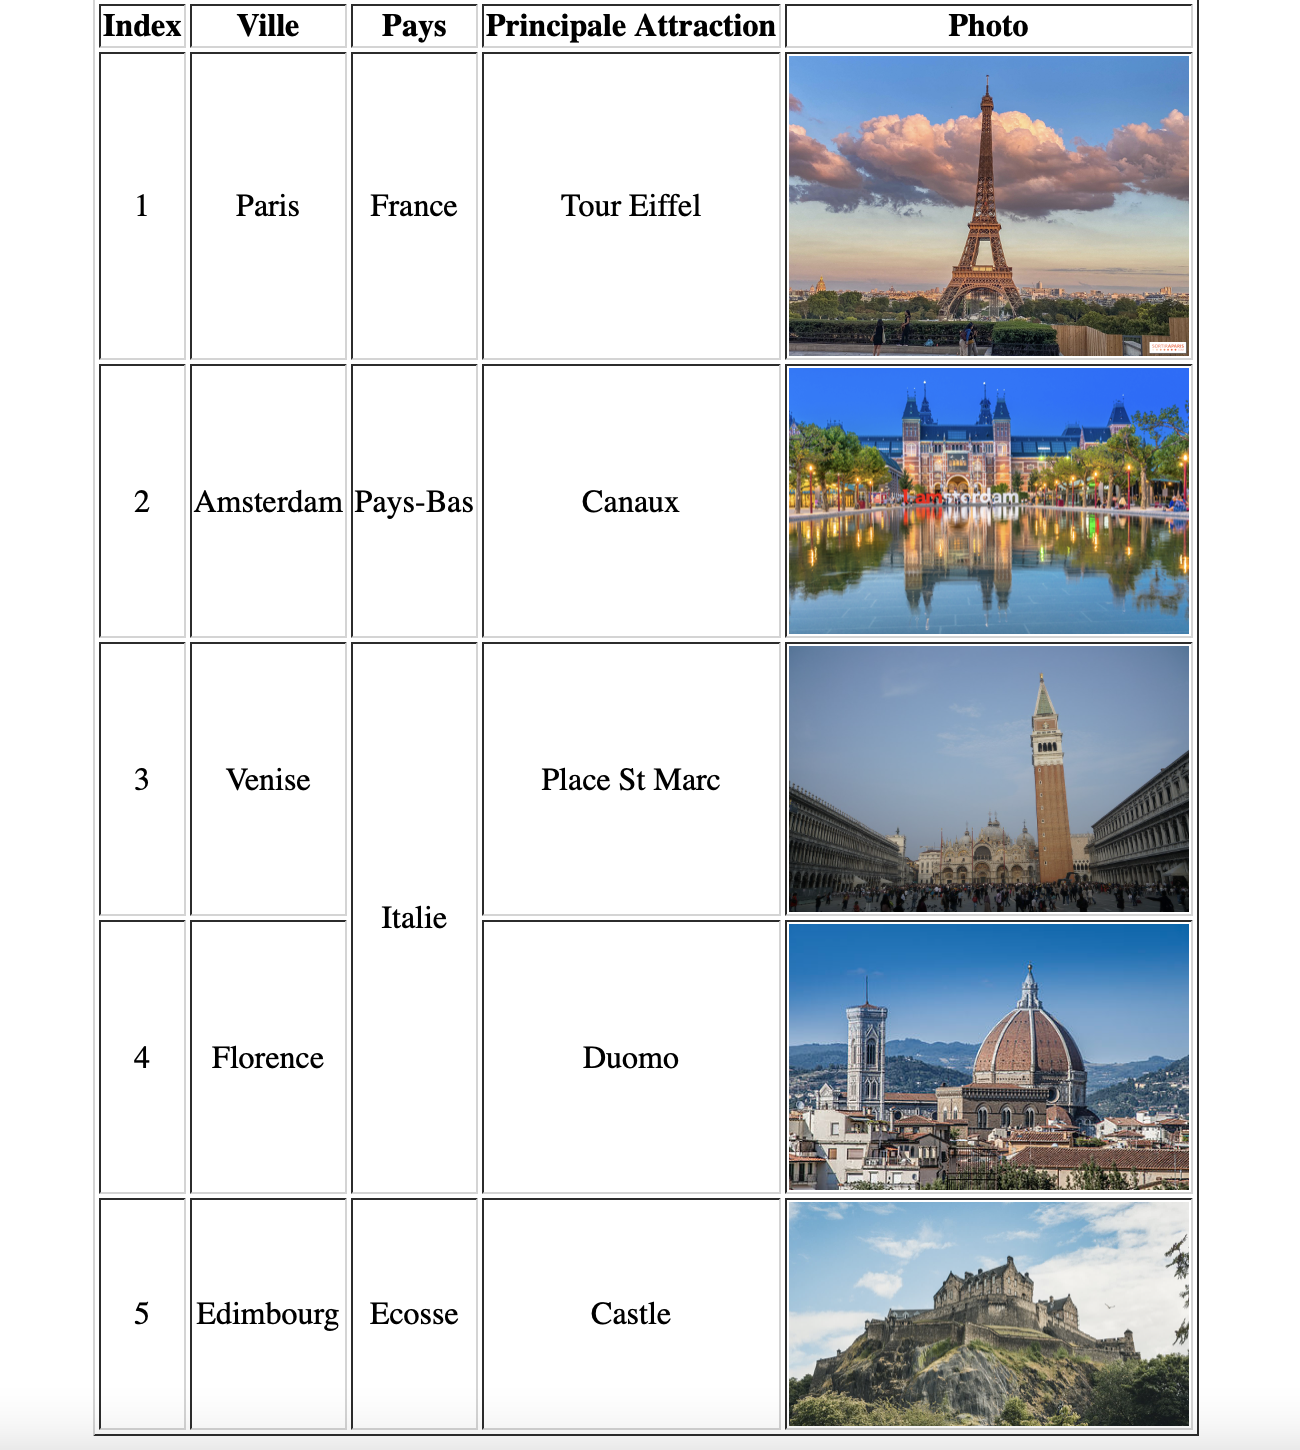 Index Ville Pays Principale Attraction Photo
1 Paris France Tour Eiffel
SORTIRAPARIS
2 Amsterdam Pays-Bas Canaux
I amsterdam
3 Venise Italie Place St Marc
4 Florence Duomo
5 Edimbourg Ecosse Castle